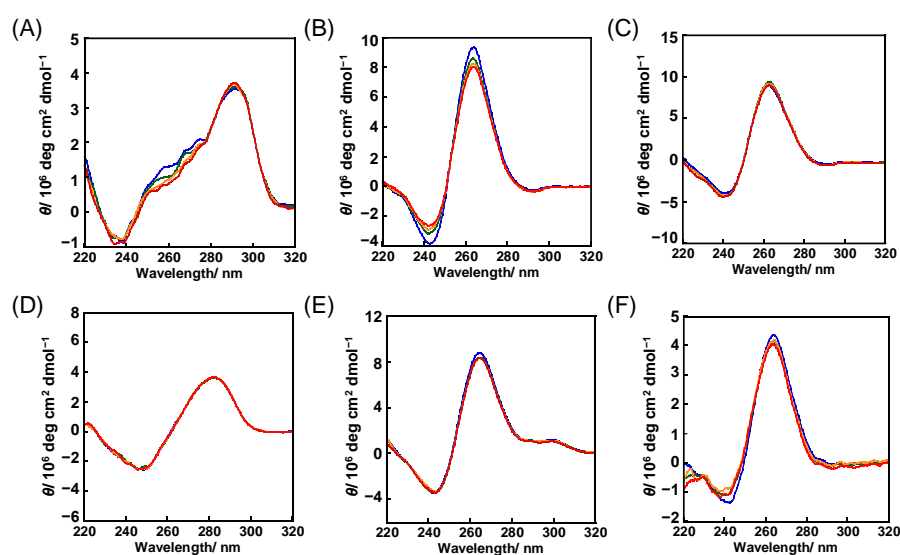 (A)
5
4
3
2
1
0
−1
220 240 260 280 300 320
Wavelength/ nm
θ/ 10⁶ deg cm² dmol⁻¹
(B)
10
8
6
4
2
0
−2
−4
220 240 260 280 300 320
Wavelength/ nm
θ/ 10⁶ deg cm² dmol⁻¹
(C)
15
10
5
0
−5
−10
220 240 260 280 300 320
Wavelength/ nm
θ/ 10⁶ deg cm² dmol⁻¹
(D)
8
6
4
2
0
−2
−4
−6
220 240 260 280 300 320
Wavelength/ nm
θ/ 10⁶ deg cm² dmol⁻¹
(E)
12
8
4
0
−4
220 240 260 280 300 320
Wavelength/ nm
θ/ 10⁶ deg cm² dmol⁻¹
(F)
5
4
3
2
1
0
−1
−2
220 240 260 280 300 320
Wavelength/ nm
θ/ 10⁶ deg cm² dmol⁻¹